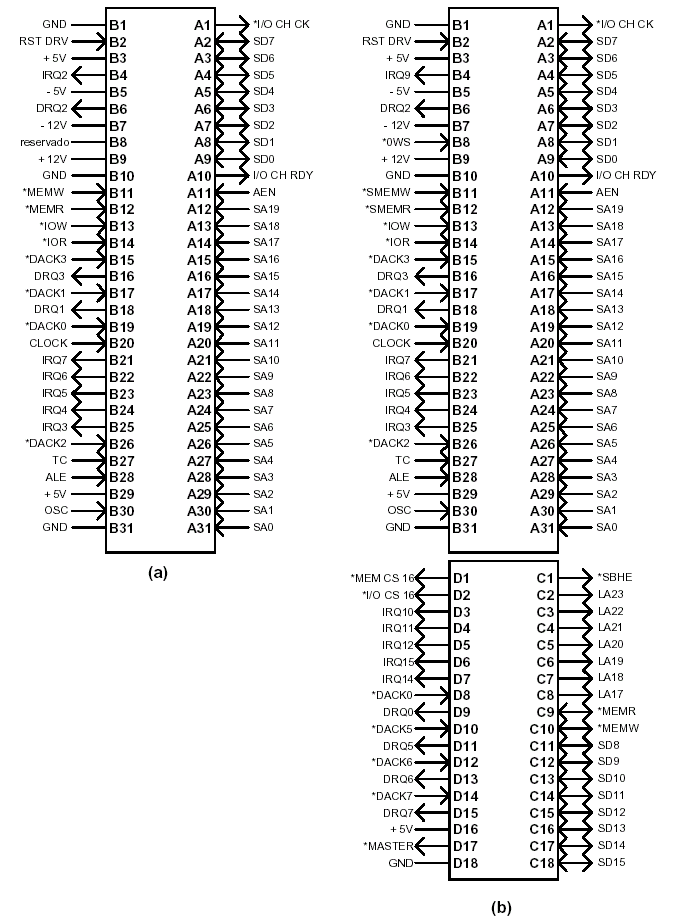 GND B1 A1 *I/O CH CK
RST DRV B2 A2 SD7
+ 5V B3 A3 SD6
IRQ2 B4 A4 SD5
- 5V B5 A5 SD4
DRQ2 B6 A6 SD3
- 12V B7 A7 SD2
reservado B8 A8 SD1
+ 12V B9 A9 SD0
GND B10 A10 I/O CH RDY
*MEMW B11 A11 AEN
*MEMR B12 A12 SA19
*IOW B13 A13 SA18
*IOR B14 A14 SA17
*DACK3 B15 A15 SA16
DRQ3 B16 A16 SA15
*DACK1 B17 A17 SA14
DRQ1 B18 A18 SA13
*DACK0 B19 A19 SA12
CLOCK B20 A20 SA11
IRQ7 B21 A21 SA10
IRQ6 B22 A22 SA9
IRQ5 B23 A23 SA8
IRQ4 B24 A24 SA7
IRQ3 B25 A25 SA6
*DACK2 B26 A26 SA5
TC B27 A27 SA4
ALE B28 A28 SA3
+ 5V B29 A29 SA2
OSC B30 A30 SA1
GND B31 A31 SA0
(a)
GND B1 A1 *I/O CH CK
RST DRV B2 A2 SD7
+ 5V B3 A3 SD6
IRQ9 B4 A4 SD5
- 5V B5 A5 SD4
DRQ2 B6 A6 SD3
- 12V B7 A7 SD2
*0WS B8 A8 SD1
+ 12V B9 A9 SD0
GND B10 A10 I/O CH RDY
*SMEMW B11 A11 AEN
*SMEMR B12 A12 SA19
*IOW B13 A13 SA18
*IOR B14 A14 SA17
*DACK3 B15 A15 SA16
DRQ3 B16 A16 SA15
*DACK1 B17 A17 SA14
DRQ1 B18 A18 SA13
*DACK0 B19 A19 SA12
CLOCK B20 A20 SA11
IRQ7 B21 A21 SA10
IRQ6 B22 A22 SA9
IRQ5 B23 A23 SA8
IRQ4 B24 A24 SA7
IRQ3 B25 A25 SA6
*DACK2 B26 A26 SA5
TC B27 A27 SA4
ALE B28 A28 SA3
+ 5V B29 A29 SA2
OSC B30 A30 SA1
GND B31 A31 SA0
*MEM CS 16 D1 C1 *SBHE
*I/O CS 16 D2 C2 LA23
IRQ10 D3 C3 LA22
IRQ11 D4 C4 LA21
IRQ12 D5 C5 LA20
IRQ15 D6 C6 LA19
IRQ14 D7 C7 LA18
*DACK0 D8 C8 LA17
DRQ0 D9 C9 *MEMR
*DACK5 D10 C10 *MEMW
DRQ5 D11 C11 SD8
*DACK6 D12 C12 SD9
DRQ6 D13 C13 SD10
*DACK7 D14 C14 SD11
DRQ7 D15 C15 SD12
+ 5V D16 C16 SD13
*MASTER D17 C17 SD14
GND D18 C18 SD15
(b)